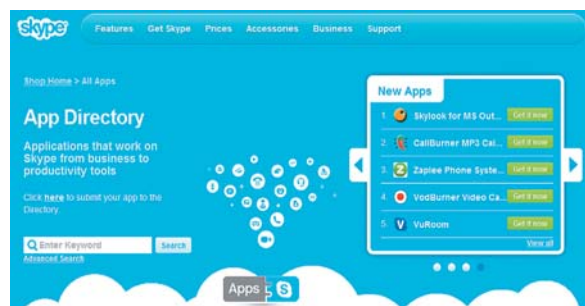 skype
Features Get Skype Prices Accessories Business Support
Shop Home > All Apps
App Directory
Applications that work on
Skype from business to
productivity tools
Click here to submit your app to the
Directory.
Enter Keyword Search
Advanced Search
New Apps
1. Skylook for MS Out... Get it now
2. CallBurner MP3 Cal... Get it now
3. Zaplee Phone Syste... Get it now
4. VodBurner Video Ca... Get it now
5. VuRoom Get it now
View all
Apps S